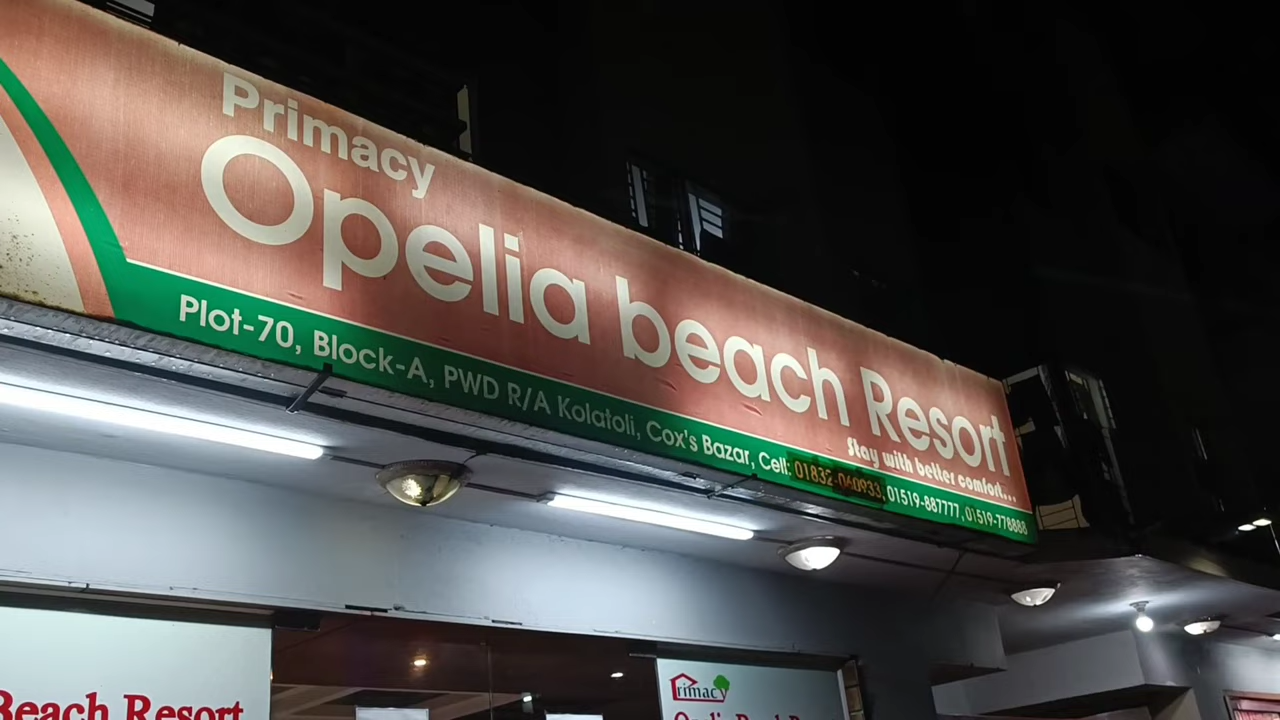 Primacy
Opelia beach Resort
Stay with better comfort...
Plot-70, Block-A, PWD R/A Kolatoli, Cox's Bazar, Cell: 01832-060933, 01519-887777, 01519-778888
Beach Resort
Primacy